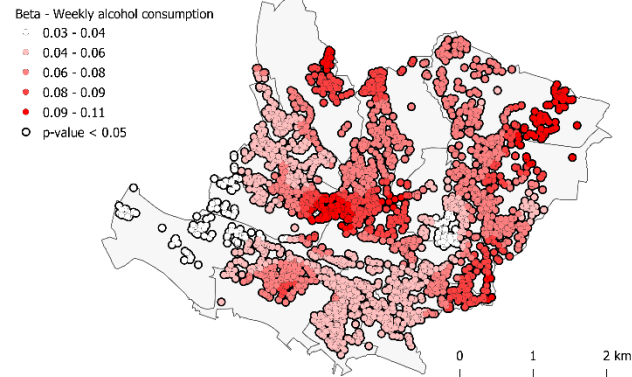 Beta - Weekly alcohol consumption
0.03 - 0.04
0.04 - 0.06
0.06 - 0.08
0.08 - 0.09
0.09 - 0.11
p-value < 0.05
0 1 2 km